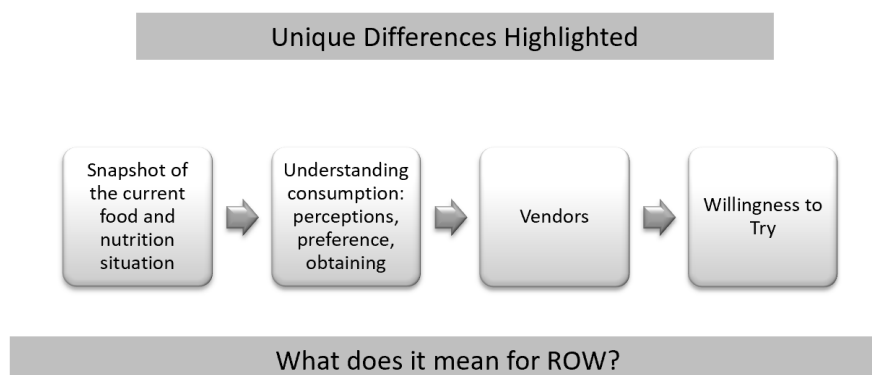 Unique Differences Highlighted
Snapshot of
the current
food and
nutrition
situation
Understanding
consumption:
perceptions,
preference,
obtaining
Vendors
Willingness to
Try
What does it mean for ROW?